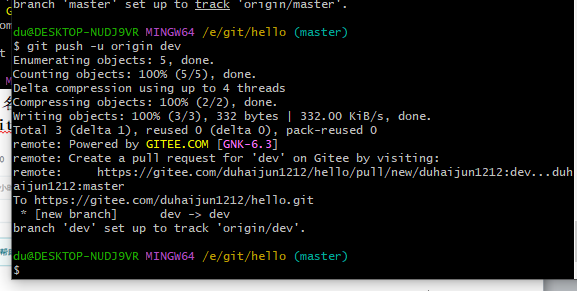 branch 'master' set up to track 'origin/master'.
du@DESKTOP-NUDJ9VR MINGW64 /e/git/hello (master)
$ git push -u origin dev
Enumerating objects: 5, done.
Counting objects: 100% (5/5), done.
Delta compression using up to 4 threads
Compressing objects: 100% (2/2), done.
Writing objects: 100% (3/3), 332 bytes | 332.00 KiB/s, done.
Total 3 (delta 1), reused 0 (delta 0), pack-reused 0
remote: Powered by GITEE.COM [GNK-6.3]
remote: Create a pull request for 'dev' on Gitee by visiting:
remote:     https://gitee.com/duhaijun1212/hello/pull/new/duhaijun1212:dev...duh
aijun1212:master
To https://gitee.com/duhaijun1212/hello.git
 * [new branch]      dev -> dev
branch 'dev' set up to track 'origin/dev'.
du@DESKTOP-NUDJ9VR MINGW64 /e/git/hello (master)
$